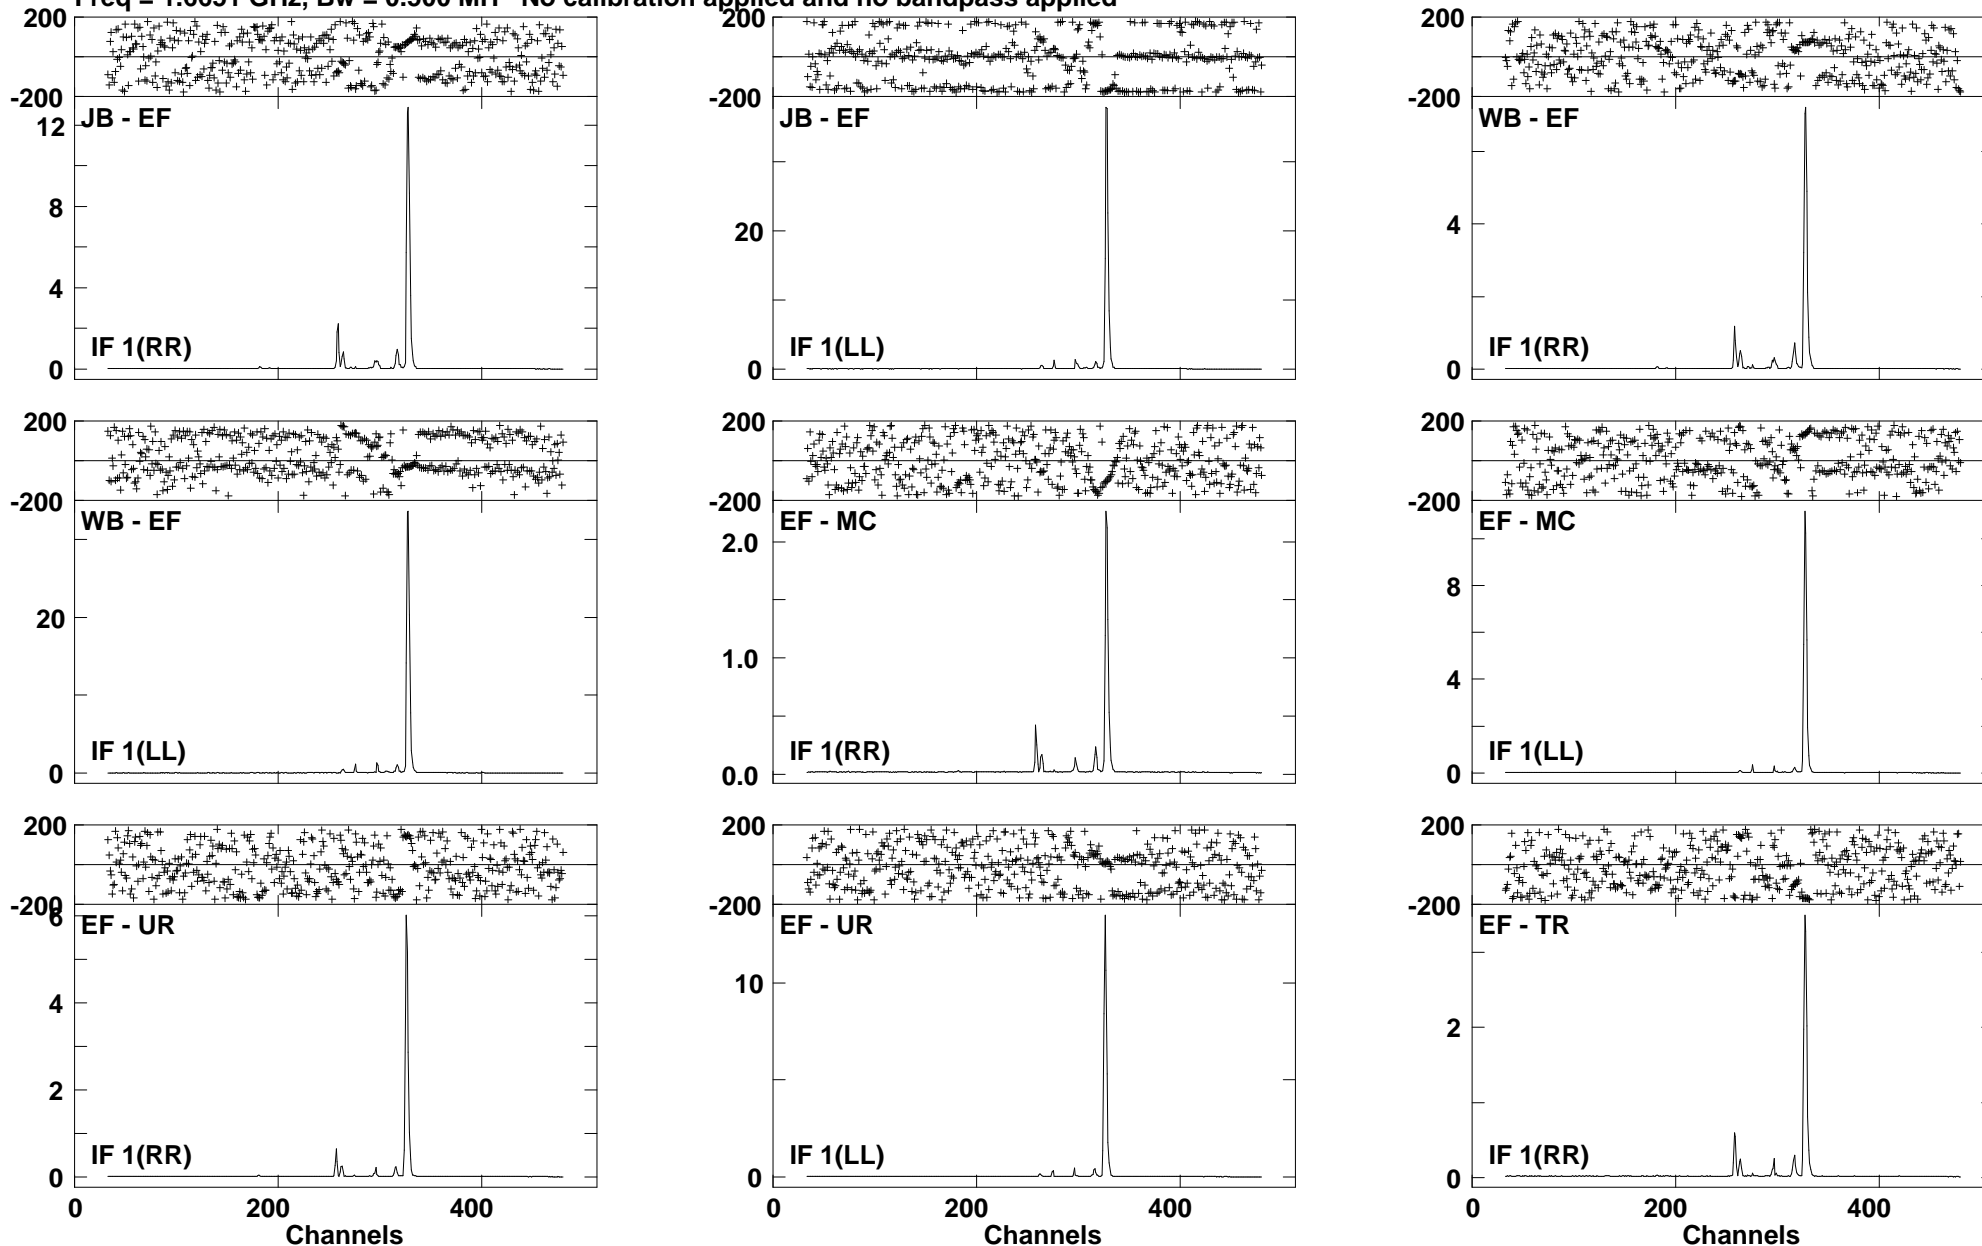 Freq = 1.6651 GHz, Bw = 0.500 MH No calibration applied and no bandpass applied
200 200 200
-200 -200 -200
JB - EF JB - EF WB - EF
12
8
4
0
20
0
4
0
IF 1(RR) IF 1(LL) IF 1(RR)
200 200 200
-200 -200 -200
WB - EF EF - MC EF - MC
20
0
2.0
1.0
0.0
8
4
0
IF 1(LL) IF 1(RR) IF 1(LL)
200 200 200
-200 -200 -200
EF - UR EF - UR EF - TR
6
4
2
0
10
0
2
0
IF 1(RR) IF 1(LL) IF 1(RR)
0 200 400 0 200 400 0 200 400
Channels Channels Channels